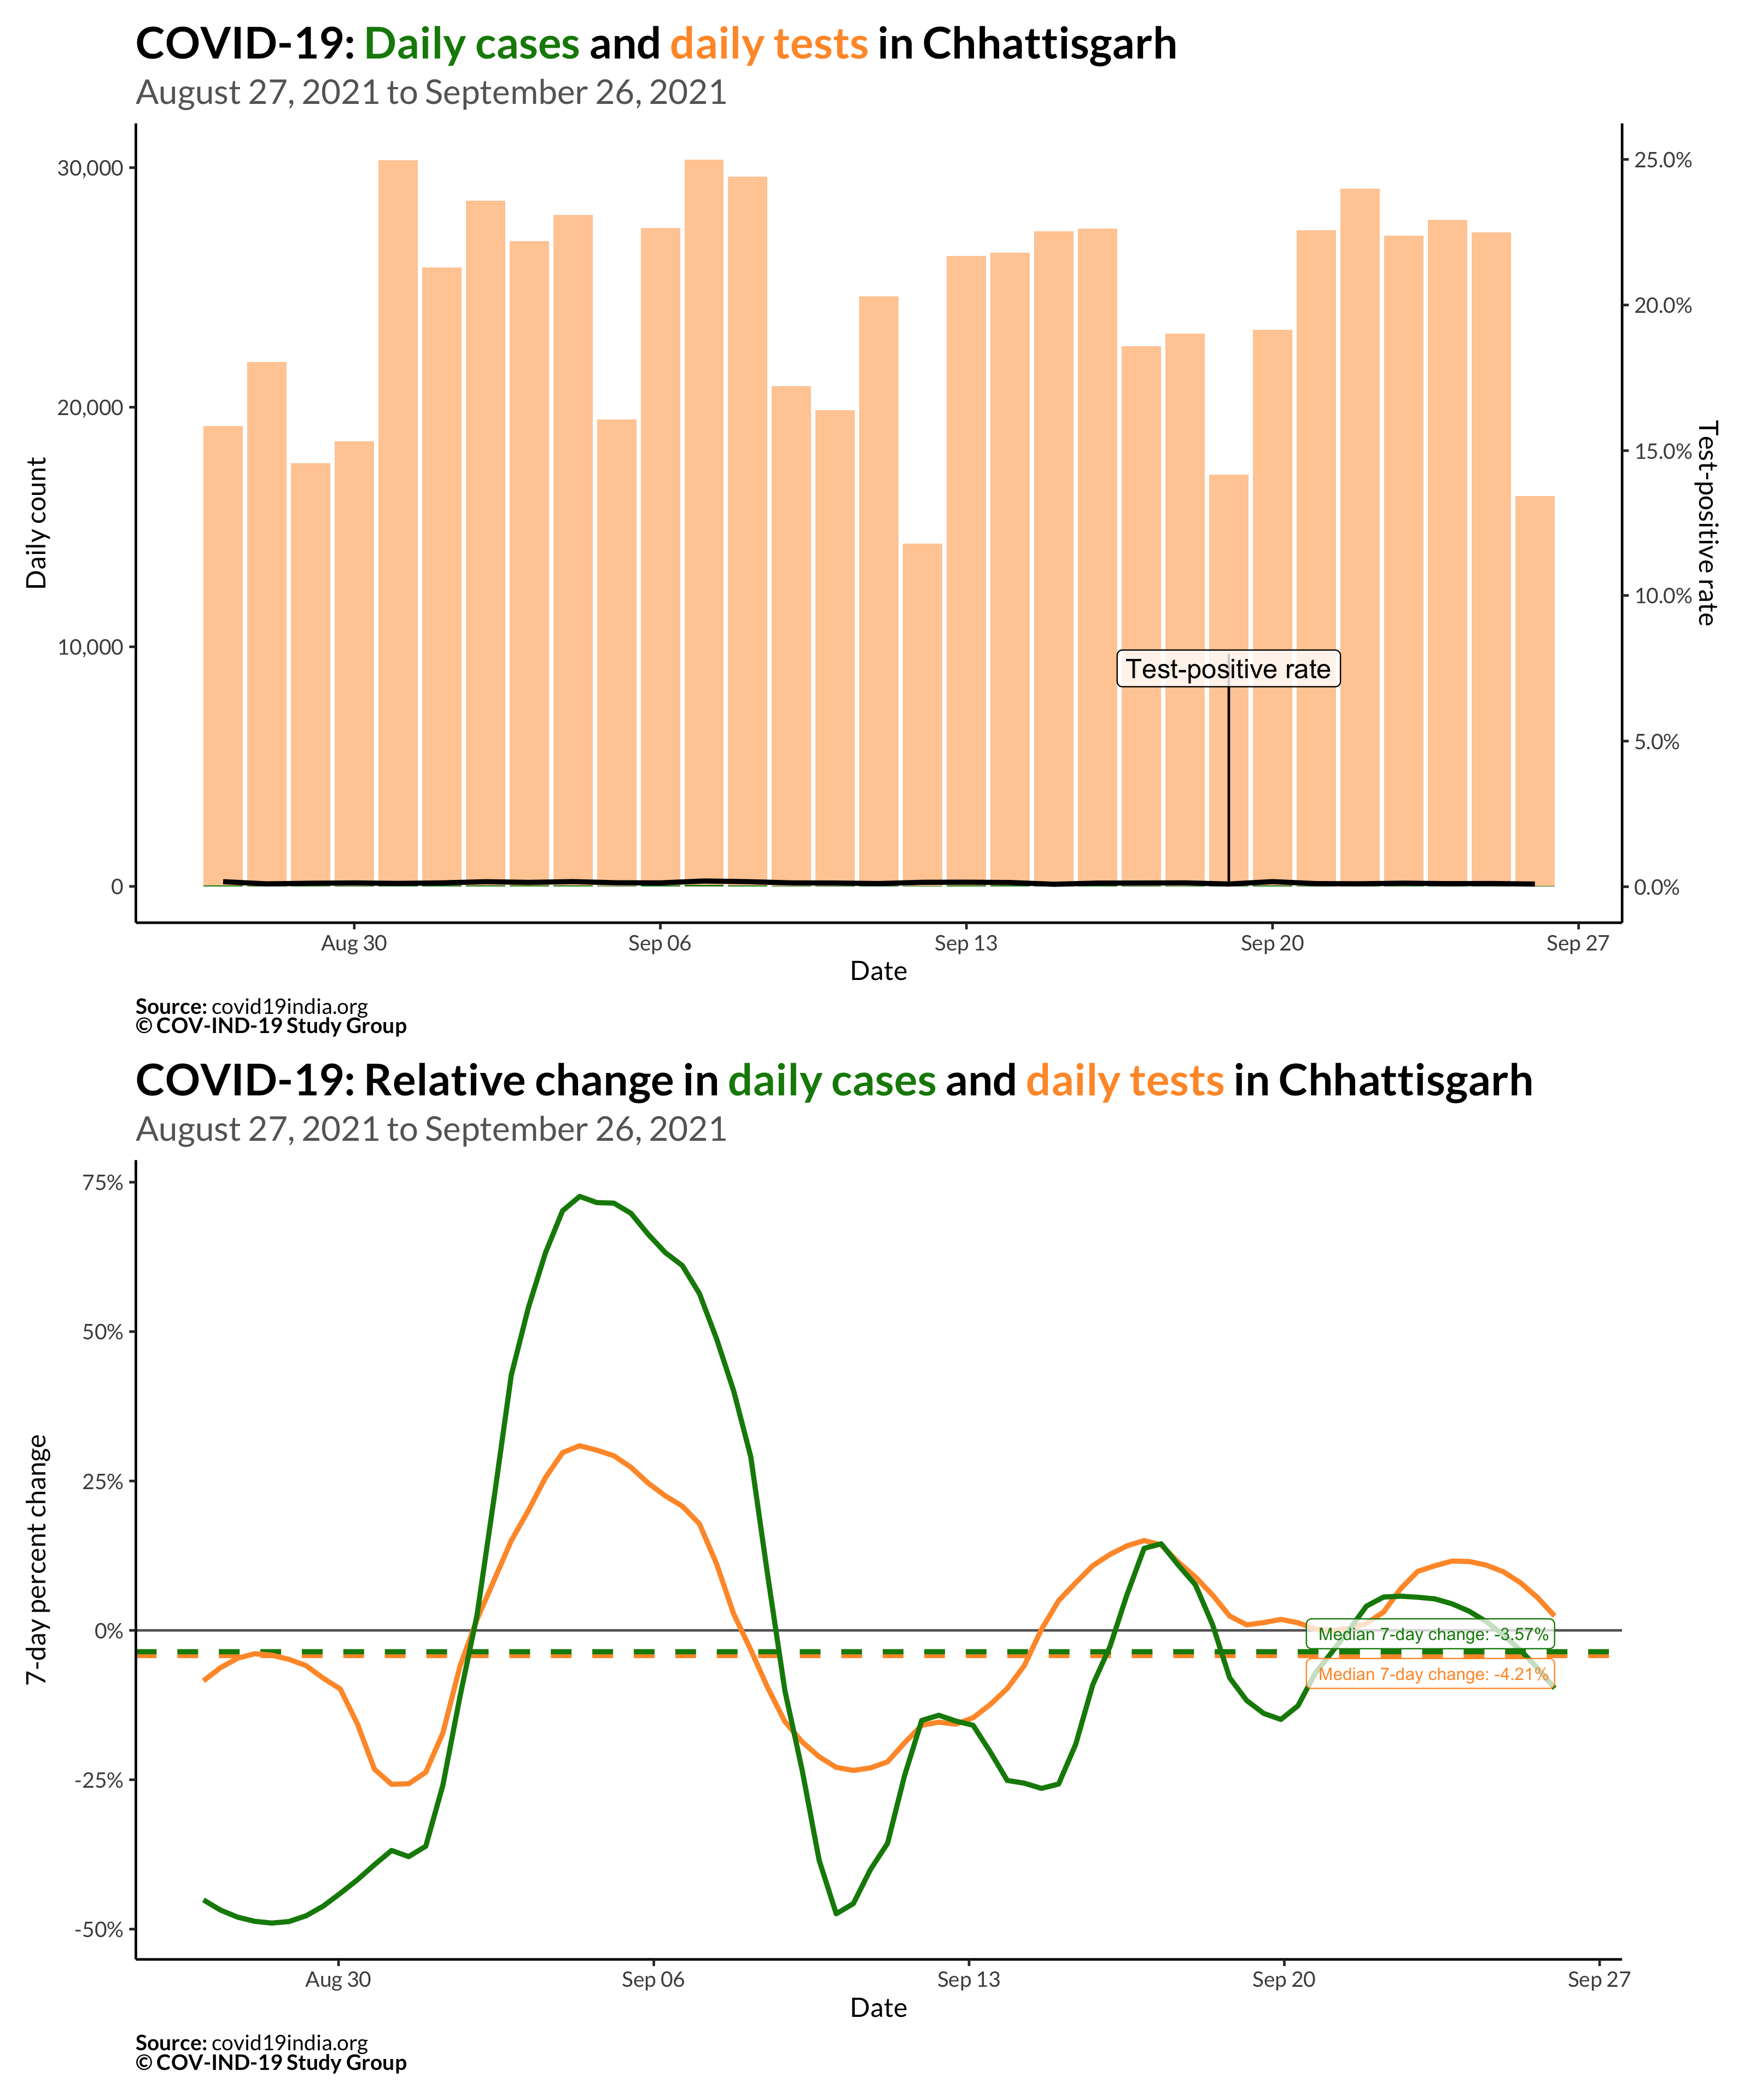 COVID-19: Daily cases and daily tests in Chhattisgarh
August 27, 2021 to September 26, 2021
30,000
20,000
10,000
0
Daily count
25.0%
20.0%
15.0%
10.0%
5.0%
0.0%
Test-positive rate
Test-positive rate
Aug 30
Sep 06
Sep 13
Sep 20
Sep 27
Date
Source: covid19india.org
© COV-IND-19 Study Group
COVID-19: Relative change in daily cases and daily tests in Chhattisgarh
August 27, 2021 to September 26, 2021
75%
50%
25%
0%
-25%
-50%
7-day percent change
Median 7-day change: -3.57%
Median 7-day change: -4.21%
Aug 30
Sep 06
Sep 13
Sep 20
Sep 27
Date
Source: covid19india.org
© COV-IND-19 Study Group